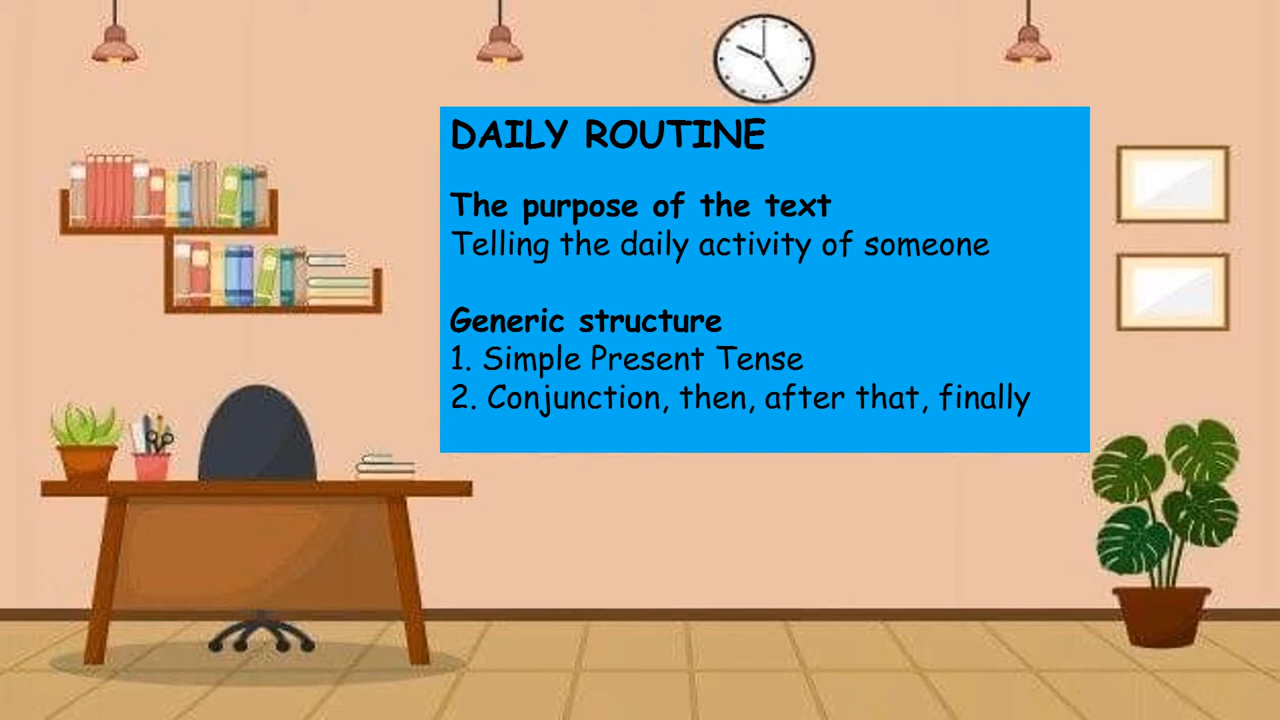 DAILY ROUTINE
The purpose of the text
Telling the daily activity of someone
Generic structure
1. Simple Present Tense
2. Conjunction, then, after that, finally